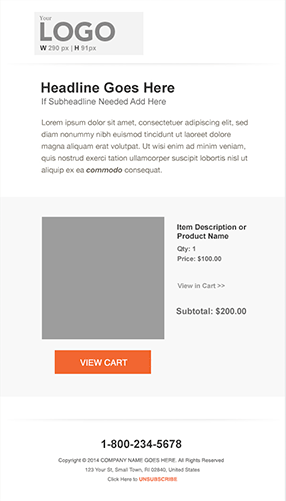 Your
LOGO
W 290 px | H 91px
Headline Goes Here
If Subheadline Needed Add Here
Lorem ipsum dolor sit amet, consectetuer adipiscing elit, sed
diam nonummy nibh euismod tincidunt ut laoreet dolore
magna aliquam erat volutpat. Ut wisi enim ad minim veniam,
quis nostrud exerci tation ullamcorper suscipit lobortis nisl ut
aliquip ex ea commodo consequat.
Item Description or
Product Name
Qty: 1
Price: $100.00
View in Cart >>
Subtotal: $200.00
VIEW CART
1-800-234-5678
Copyright © 2014 COMPANY NAME GOES HERE. All Rights Reserved
123 Your St, Small Town, RI 02840, United States
Click Here to UNSUBSCRIBE